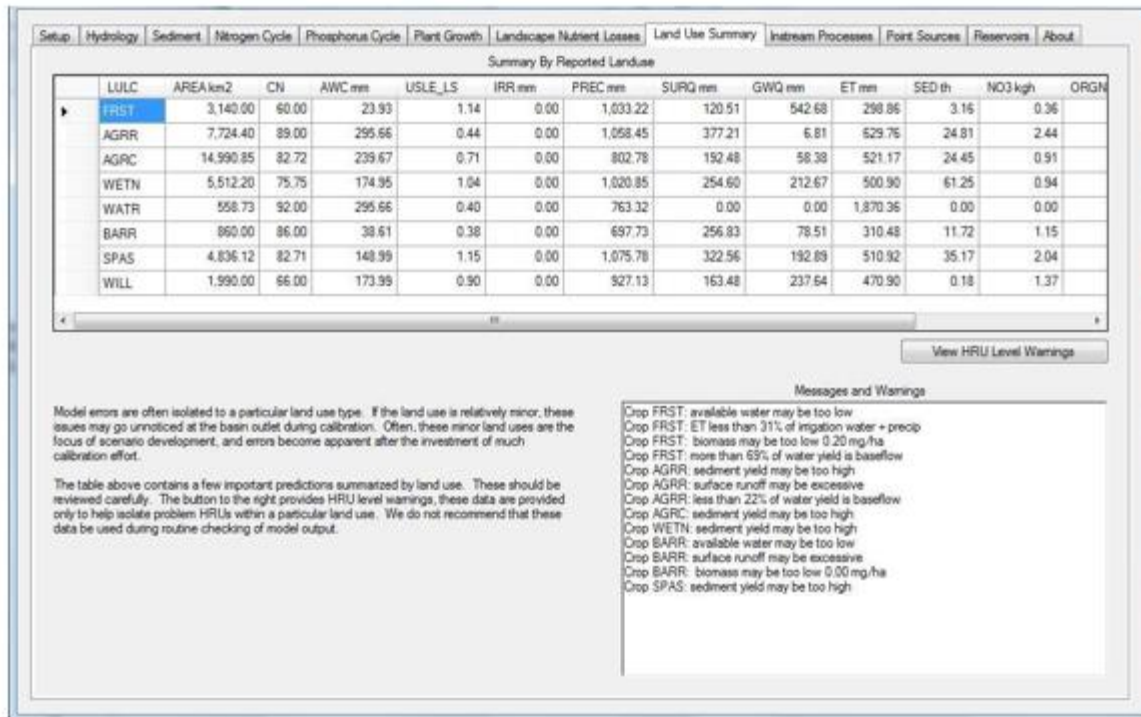 Setup Hydrology Sediment Nitrogen Cycle Phosphorus Cycle Plant Growth Landscape Nutrient Losses Land Use Summary Instream Processes Point Sources Reservoirs About
Summary By Reported Landuse
LULC AREA km2 CN AWC mm USLE_LS IRR mm PREC mm SURQ mm GWQ mm ET mm SED th NO3 kgh ORGN
FRST 3,140.00 60.00 23.93 1.14 0.00 1,033.22 120.51 542.68 298.86 3.16 0.36
AGRR 7,724.40 89.00 295.66 0.44 0.00 1,058.45 377.21 6.81 629.76 24.81 2.44
AGRC 14,990.85 82.72 239.67 0.71 0.00 802.78 192.48 58.38 521.17 24.45 0.91
WETN 5,512.20 75.75 174.95 1.04 0.00 1,020.85 254.60 212.67 500.90 61.25 0.94
WATR 558.73 92.00 295.66 0.40 0.00 763.32 0.00 0.00 1,870.36 0.00 0.00
BARR 860.00 86.00 38.61 0.38 0.00 697.73 256.83 78.51 310.48 11.72 1.15
SPAS 4,836.12 82.71 148.99 1.15 0.00 1,075.78 322.56 192.89 510.92 35.17 2.04
WILL 1,990.00 66.00 173.99 0.90 0.00 927.13 163.48 237.64 470.90 0.18 1.37
View HRU Level Warnings
Model errors are often isolated to a particular land use type. If the land use is relatively minor, these
issues may go unnoticed at the basin outlet during calibration. Often, these minor land uses are the
focus of scenario development, and errors become apparent after the investment of much
calibration effort.
The table above contains a few important predictions summarized by land use. These should be
reviewed carefully. The button to the right provides HRU level warnings, these data are provided
only to help isolate problem HRUs within a particular land use. We do not recommend that these
data be used during routine checking of model output.
Messages and Warnings
Crop FRST: available water may be too low
Crop FRST: ET less than 31% of irrigation water + precip
Crop FRST: biomass may be too low 0.20 mg/ha
Crop FRST: more than 69% of water yield is baseflow
Crop AGRR: sediment yield may be too high
Crop AGRR: surface runoff may be excessive
Crop AGRR: less than 22% of water yield is baseflow
Crop AGRC: sediment yield may be too high
Crop WETN: sediment yield may be too high
Crop BARR: available water may be too low
Crop BARR: surface runoff may be excessive
Crop BARR: biomass may be too low 0.00 mg/ha
Crop SPAS: sediment yield may be too high